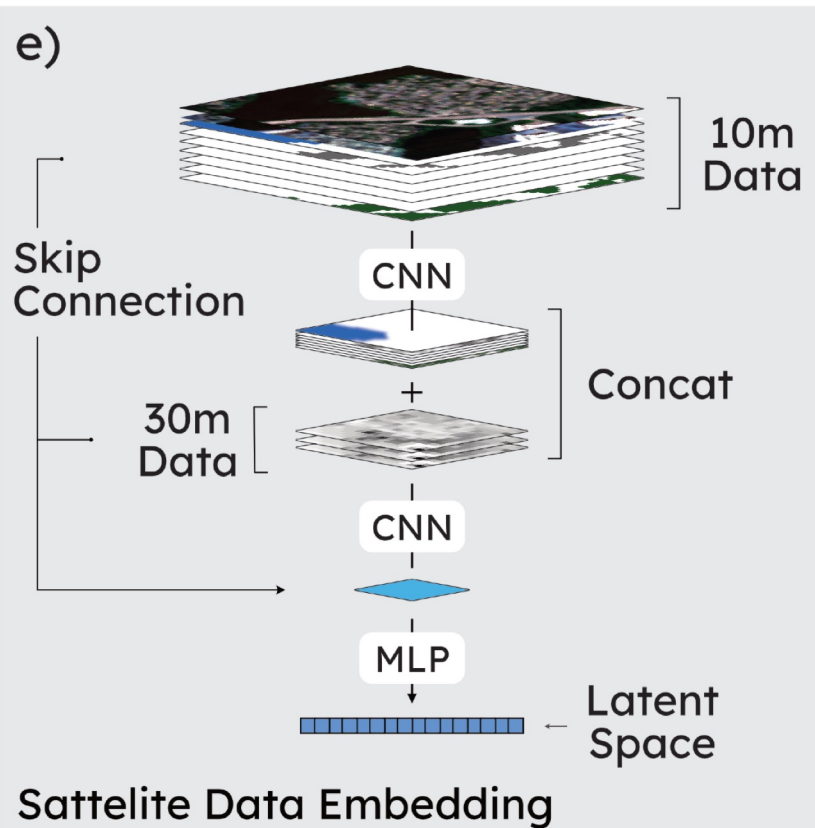 e)
10m
Data
Skip
Connection
CNN
+
Concat
30m
Data
CNN
MLP
Latent
Space
Sattelite Data Embedding